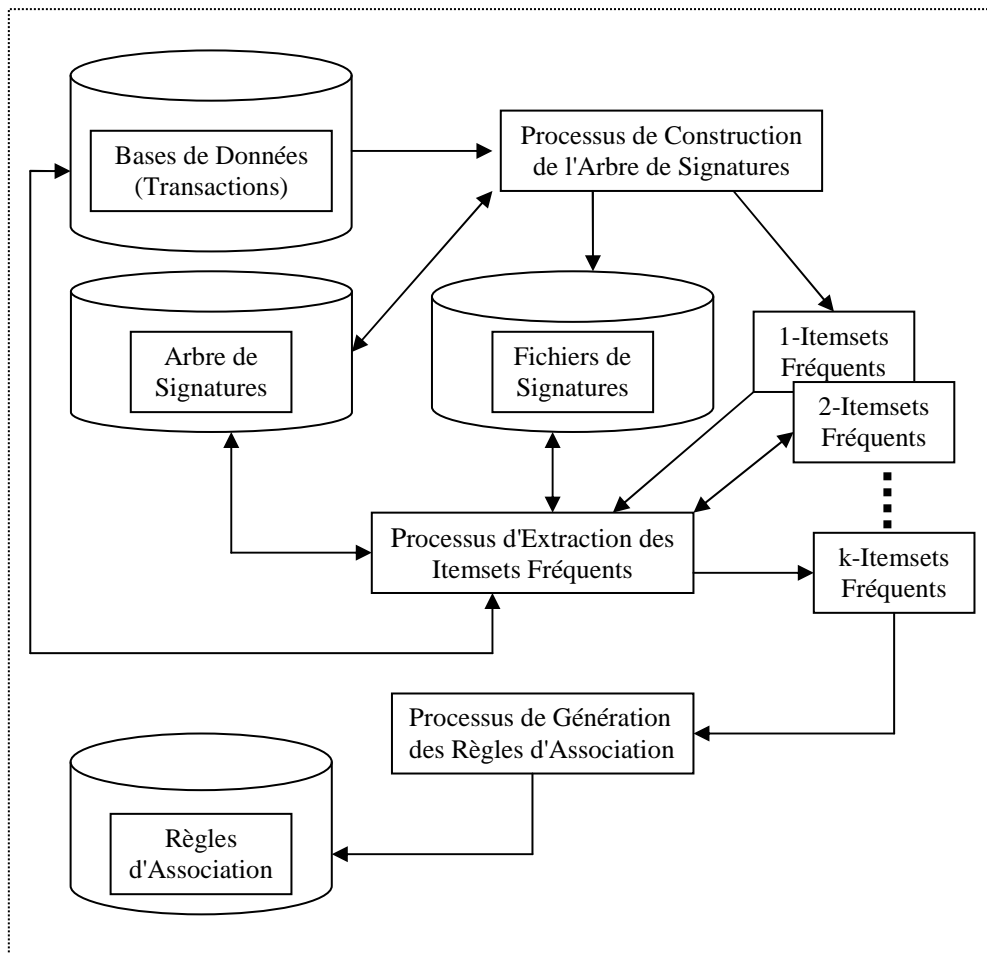 Bases de Données
(Transactions)
Processus de Construction
de l'Arbre de Signatures
Arbre de
Signatures
Fichiers de
Signatures
1-Itemsets
Fréquents
2-Itemsets
Fréquents
Processus d'Extraction des
Itemsets Fréquents
k-Itemsets
Fréquents
Processus de Génération
des Règles d'Association
Règles
d'Association